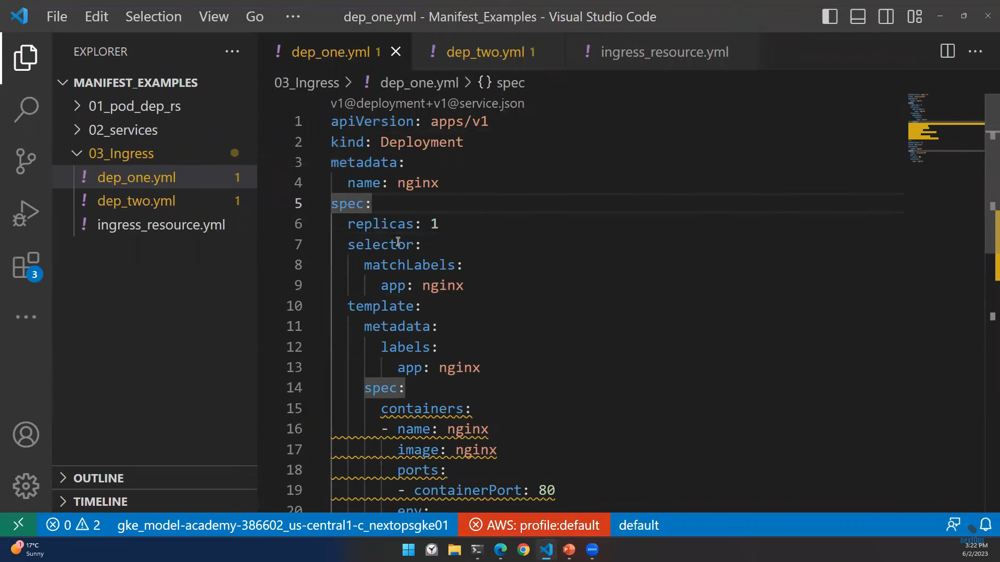 File Edit Selection View Go ··· dep_one.yml - Manifest_Examples - Visual Studio Code
EXPLORER ···
MANIFEST_EXAMPLES
01_pod_dep_rs
02_services
03_Ingress
! dep_one.yml 1
! dep_two.yml 1
! ingress_resource.yml
OUTLINE
TIMELINE
3
! dep_one.yml 1 ! dep_two.yml 1 ! ingress_resource.yml ···
03_Ingress > ! dep_one.yml > {} spec
v1@deployment+v1@service.json
1 apiVersion: apps/v1
2 kind: Deployment
3 metadata:
4 name: nginx
5 spec:
6 replicas: 1
7 selector:
8 matchLabels:
9 app: nginx
10 template:
11 metadata:
12 labels:
13 app: nginx
14 spec:
15 containers:
16 - name: nginx
17 image: nginx
18 ports:
19 - containerPort: 80
20 env:
0 2 gke_model-academy-386602_us-central1-c_nextopsgke01 AWS: profile:default default
1 17°C
Sunny
zoom
nextOps
3:22 PM
6/2/2023